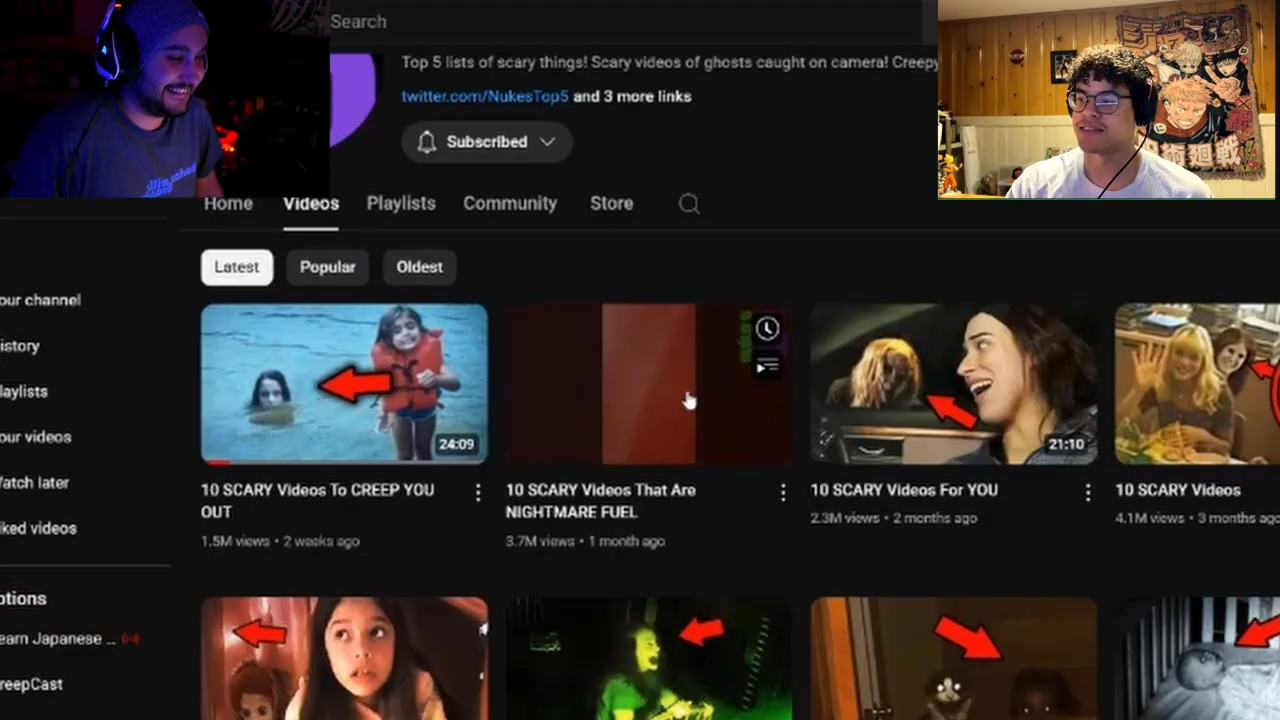 Search
Top 5 lists of scary things! Scary videos of ghosts caught on camera! Creepy
twitter.com/NukesTop5 and 3 more links
Subscribed
Home Videos Playlists Community Store
Latest Popular Oldest
our channel
istory
laylists
our videos
Vatch later
iked videos
ptions
earn Japanese ...
reepCast
24:09
21:10
10 SCARY Videos To CREEP YOU
OUT
1.5M views • 2 weeks ago
10 SCARY Videos That Are
NIGHTMARE FUEL
3.7M views • 1 month ago
10 SCARY Videos For YOU
2.3M views • 2 months ago
10 SCARY Videos
4.1M views • 3 months ago
呪術廻戦